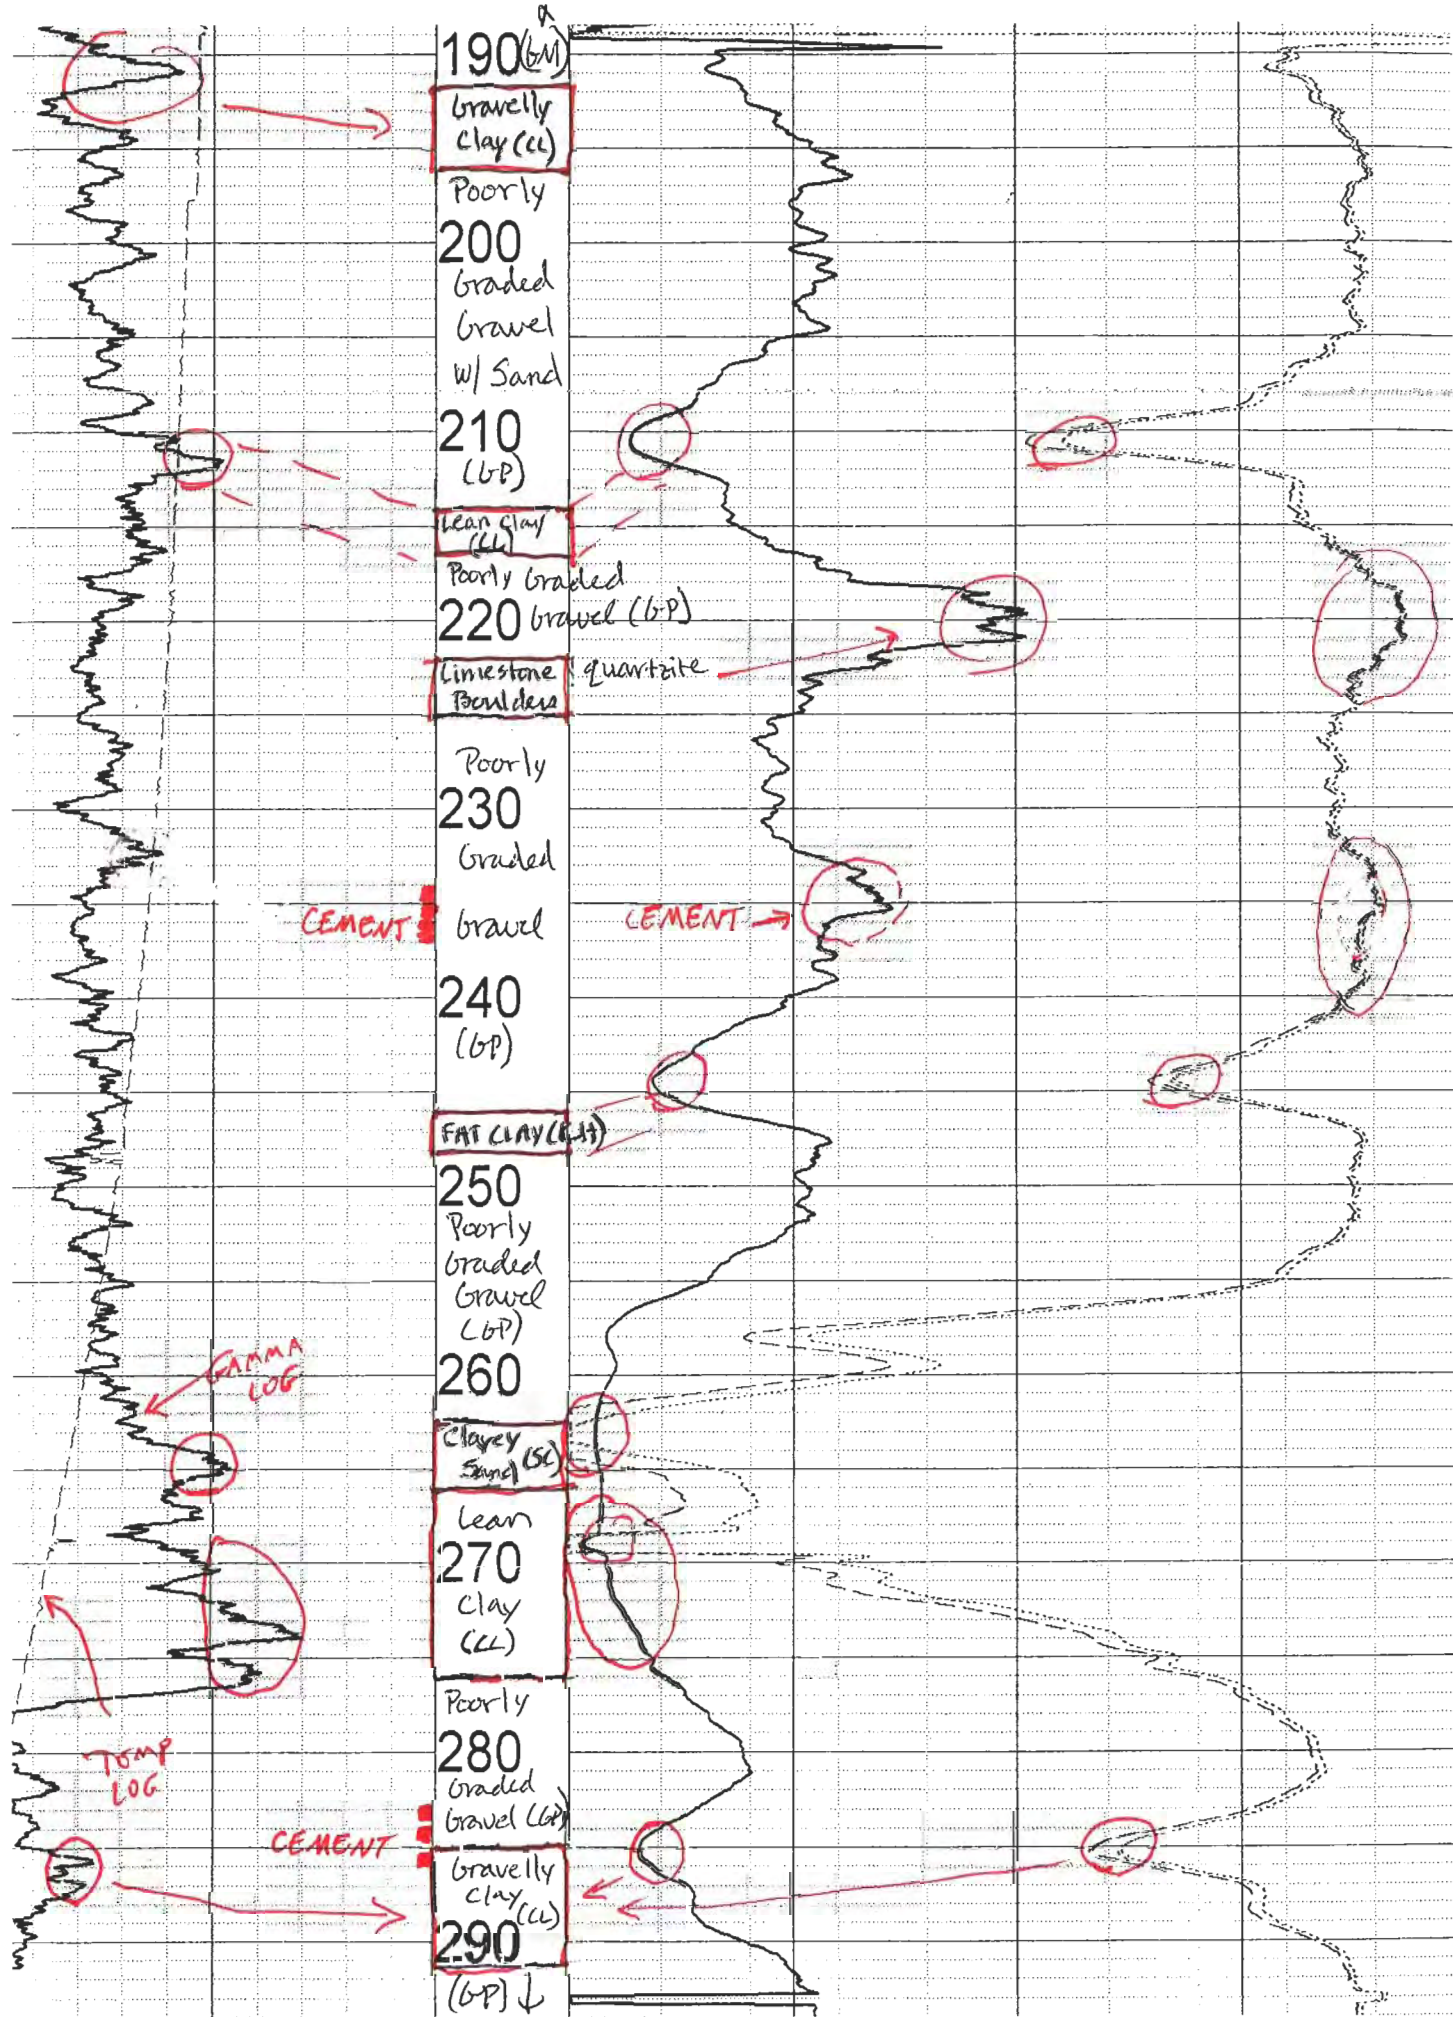 190 (GM)
Gravelly
Clay (CL)
Poorly
200
Graded
Gravel
W/ Sand
210
(GP)
Lean Clay
(CL)
Poorly Graded
220 Gravel (GP)
Limestone quartzite
Boulders
Poorly
230
Graded
CEMENT Gravel CEMENT
240
(GP)
FAT CLAY (CH)
250
Poorly
Graded
Gravel
(GP)
260
GAMMA
LOG
Clayey
Sand (SC)
Lean
270
Clay
(CL)
Poorly
280
TEMP
LOG
Graded
Gravel (GP)
CEMENT
Gravelly
Clay
(CL)
290
(GP) ↓